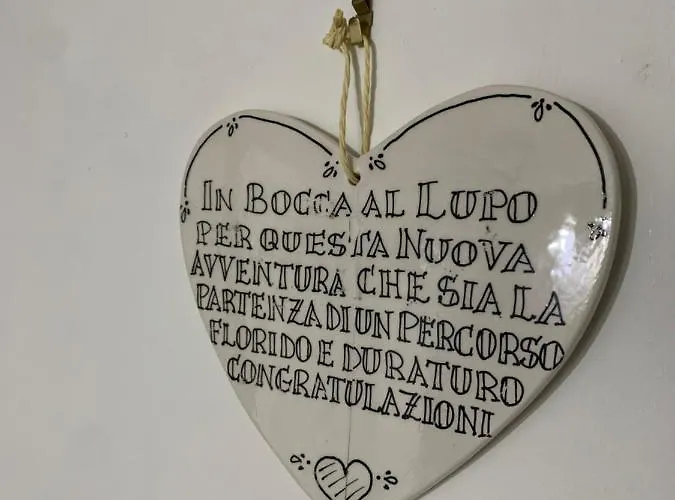 IN BOCCA AL LUPO
PER QUESTA NUOVA
AVVENTURA CHE SIA LA
PARTENZA DI UN PERCORSO
FLORIDO E DURATURO
CONGRATULAZIONI